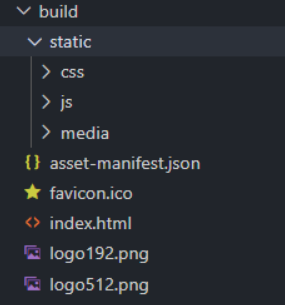 build
static
css
js
media
asset-manifest.json
favicon.ico
index.html
logo192.png
logo512.png